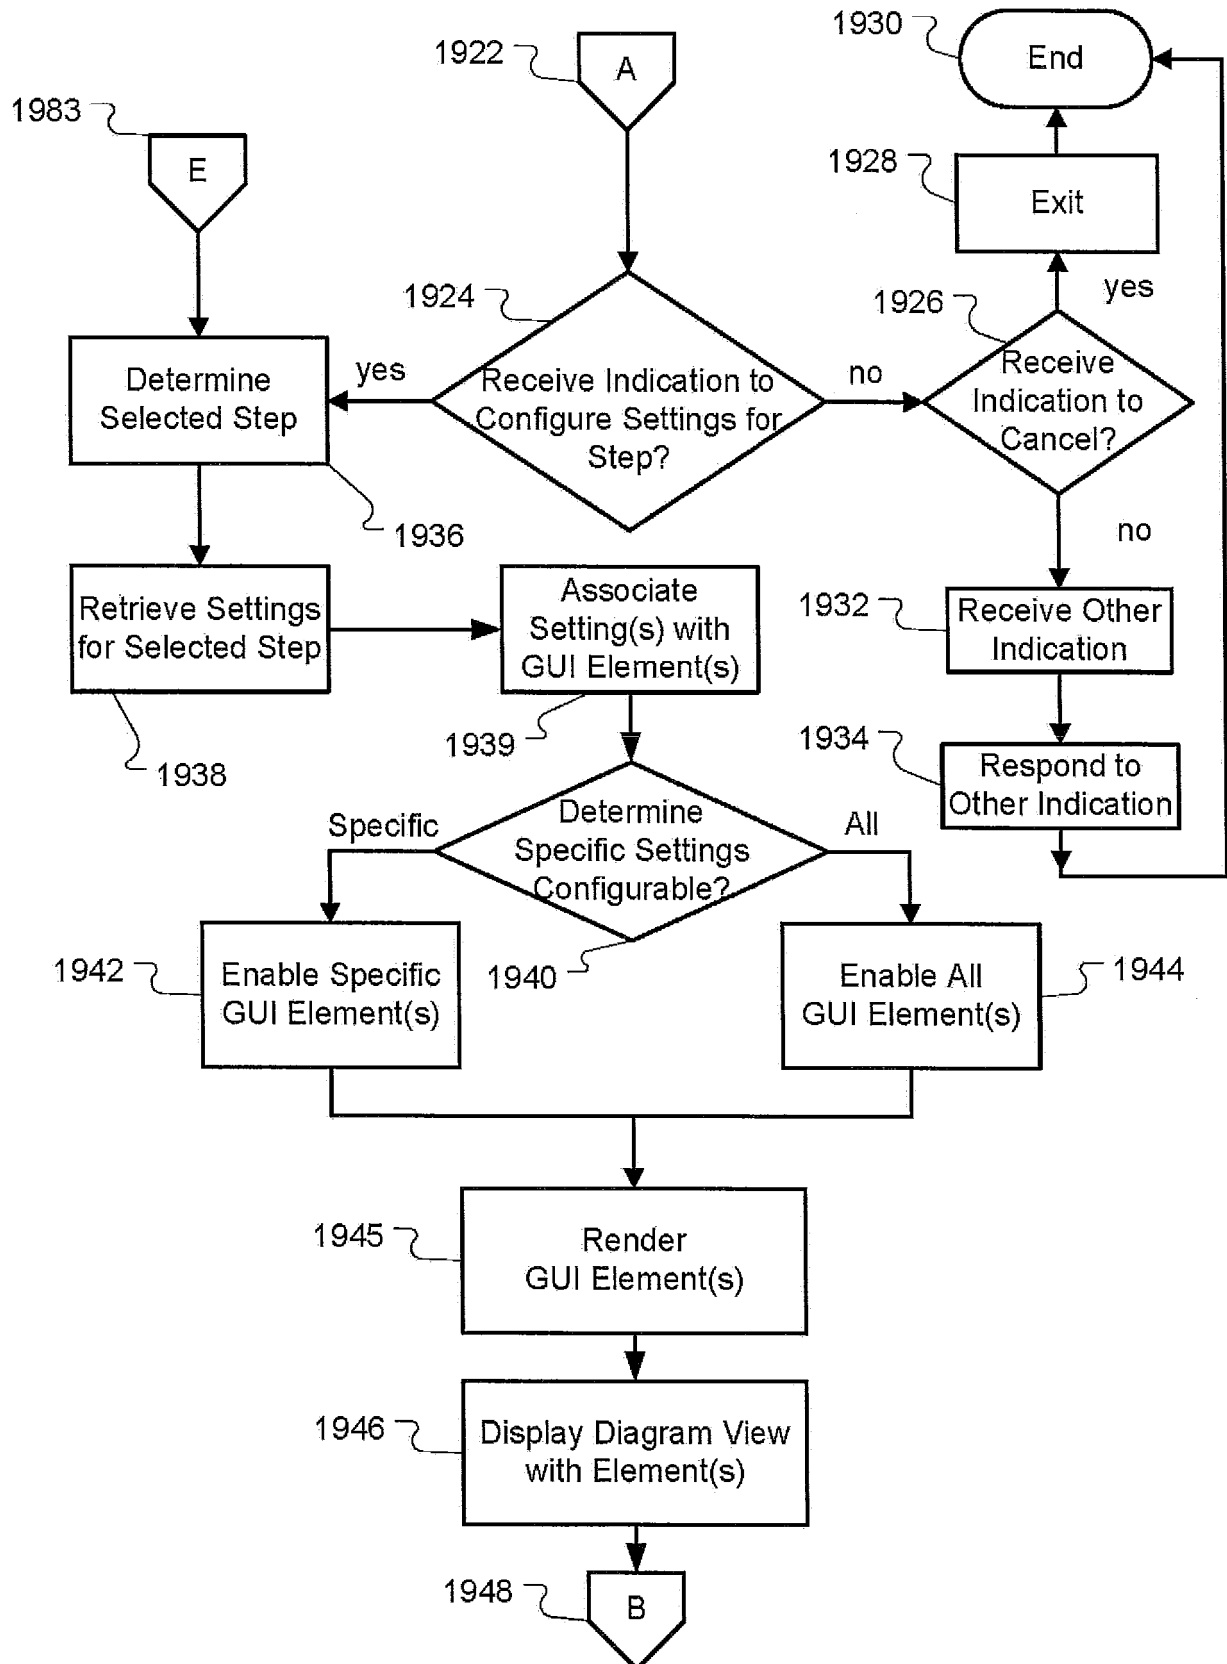 1930
End
1922
A
1983
E
1928
Exit
1924
1926
yes
yes
no
Receive
Indication to
Cancel?
Determine
Selected Step
Receive Indication to
Configure Settings for
Step?
1936
no
Retrieve Settings
for Selected Step
Associate
Setting(s) with
GUI Element(s)
1932
Receive Other
Indication
1938
1939
1934
Respond to
Other Indication
Specific
Determine
Specific Settings
Configurable?
All
1942
Enable Specific
GUI Element(s)
1940
Enable All
GUI Element(s)
1944
1945
Render
GUI Element(s)
1946
Display Diagram View
with Element(s)
1948
B